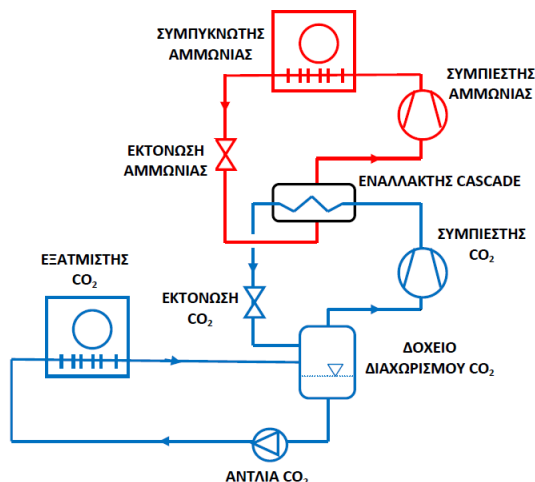 ΣΥΜΠΥΚΝΩΤΗΣ
ΑΜΜΩΝΙΑΣ
ΣΥΜΠΙΕΣΤΗΣ
ΑΜΜΩΝΙΑΣ
ΕΚΤΟΝΩΣΗ
ΑΜΜΩΝΙΑΣ
ΕΝΑΛΛΑΚΤΗΣ CASCADE
ΣΥΜΠΙΕΣΤΗΣ
CO₂
ΕΞΑΤΜΙΣΤΗΣ
CO₂
ΕΚΤΟΝΩΣΗ
CO₂
ΔΟΧΕΙΟ
ΔΙΑΧΩΡΙΣΜΟΥ CO₂
ΑΝΤΛΙΑ CO₂